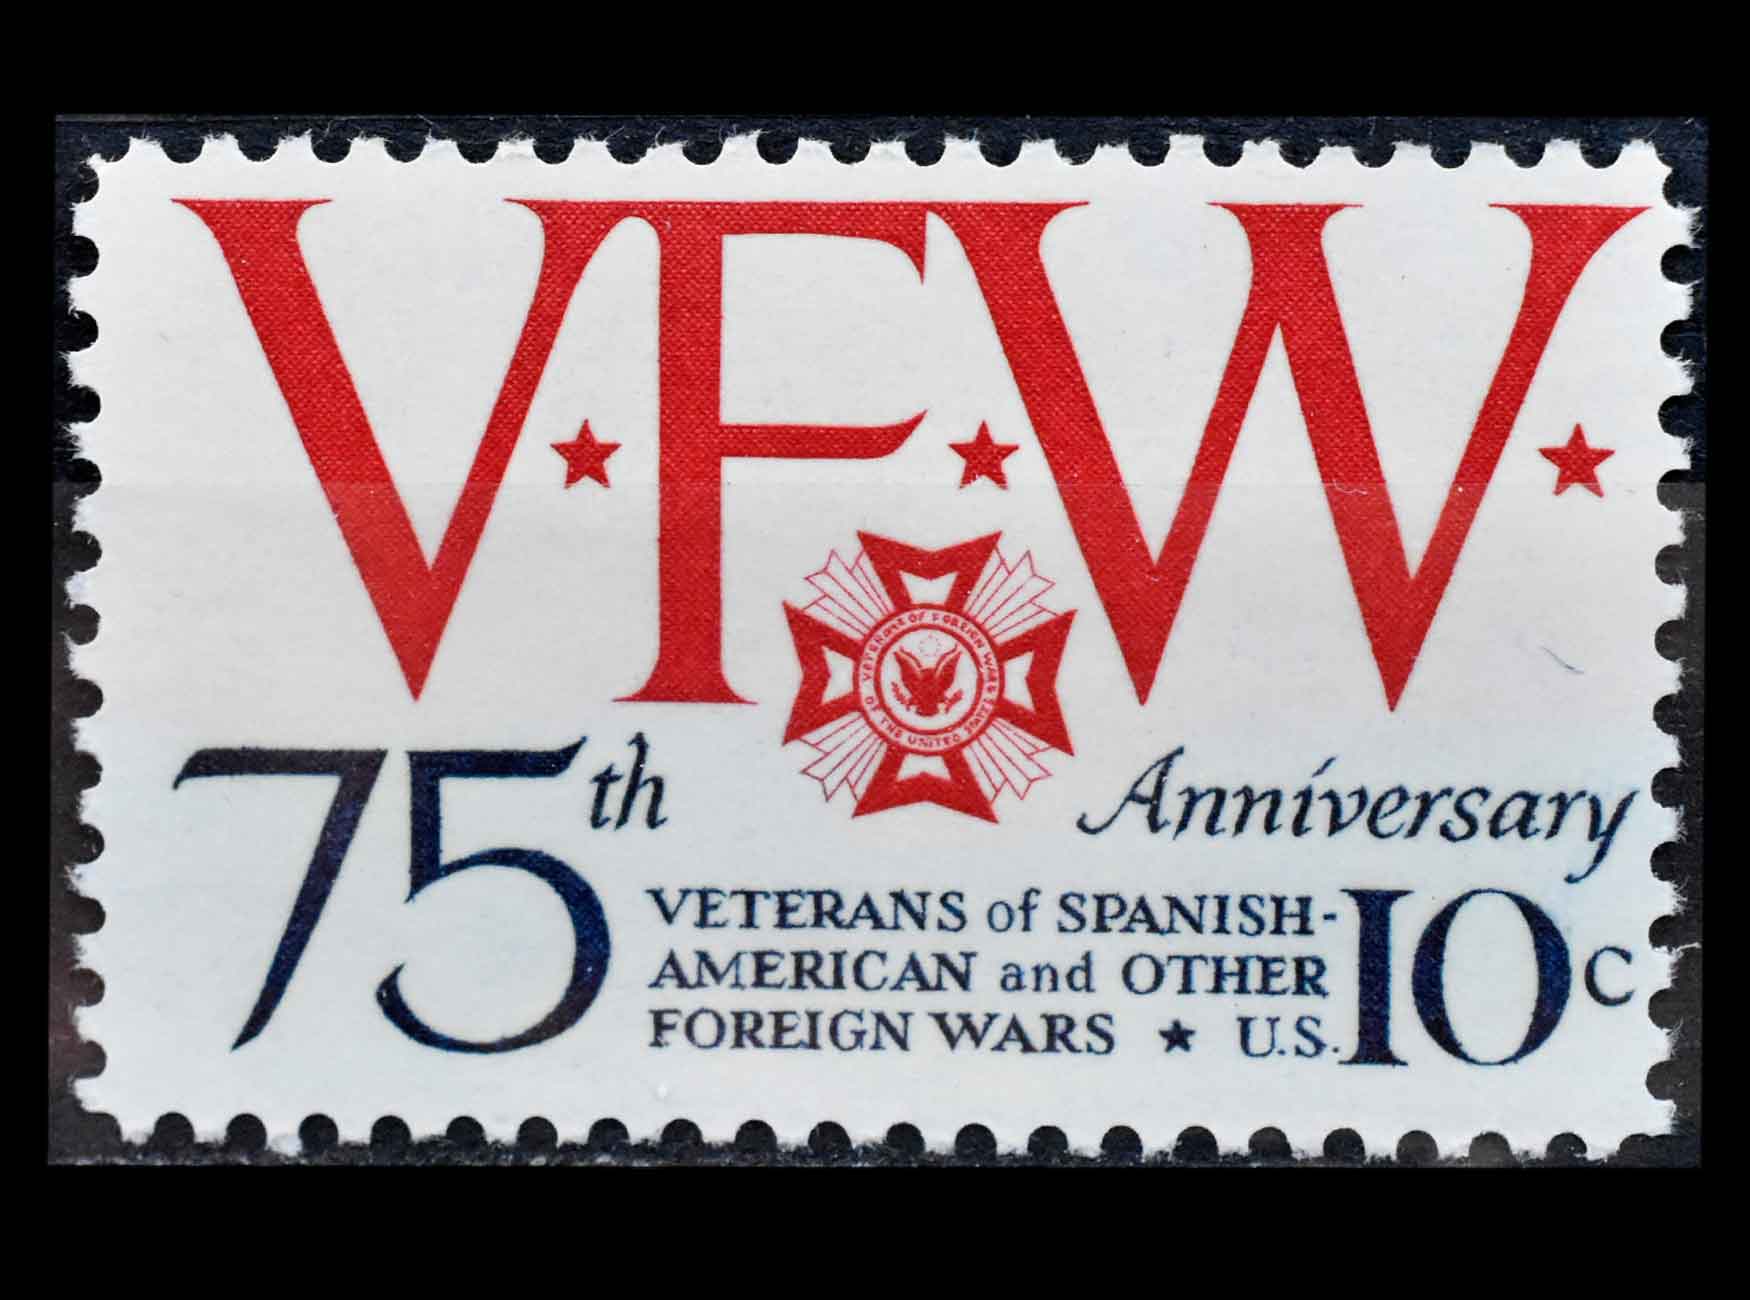 V★F★W★
VETERANS OF FOREIGN WARS OF THE UNITED STATES
75th Anniversary
VETERANS of SPANISH-
AMERICAN and OTHER
FOREIGN WARS ★ U.S. 10c